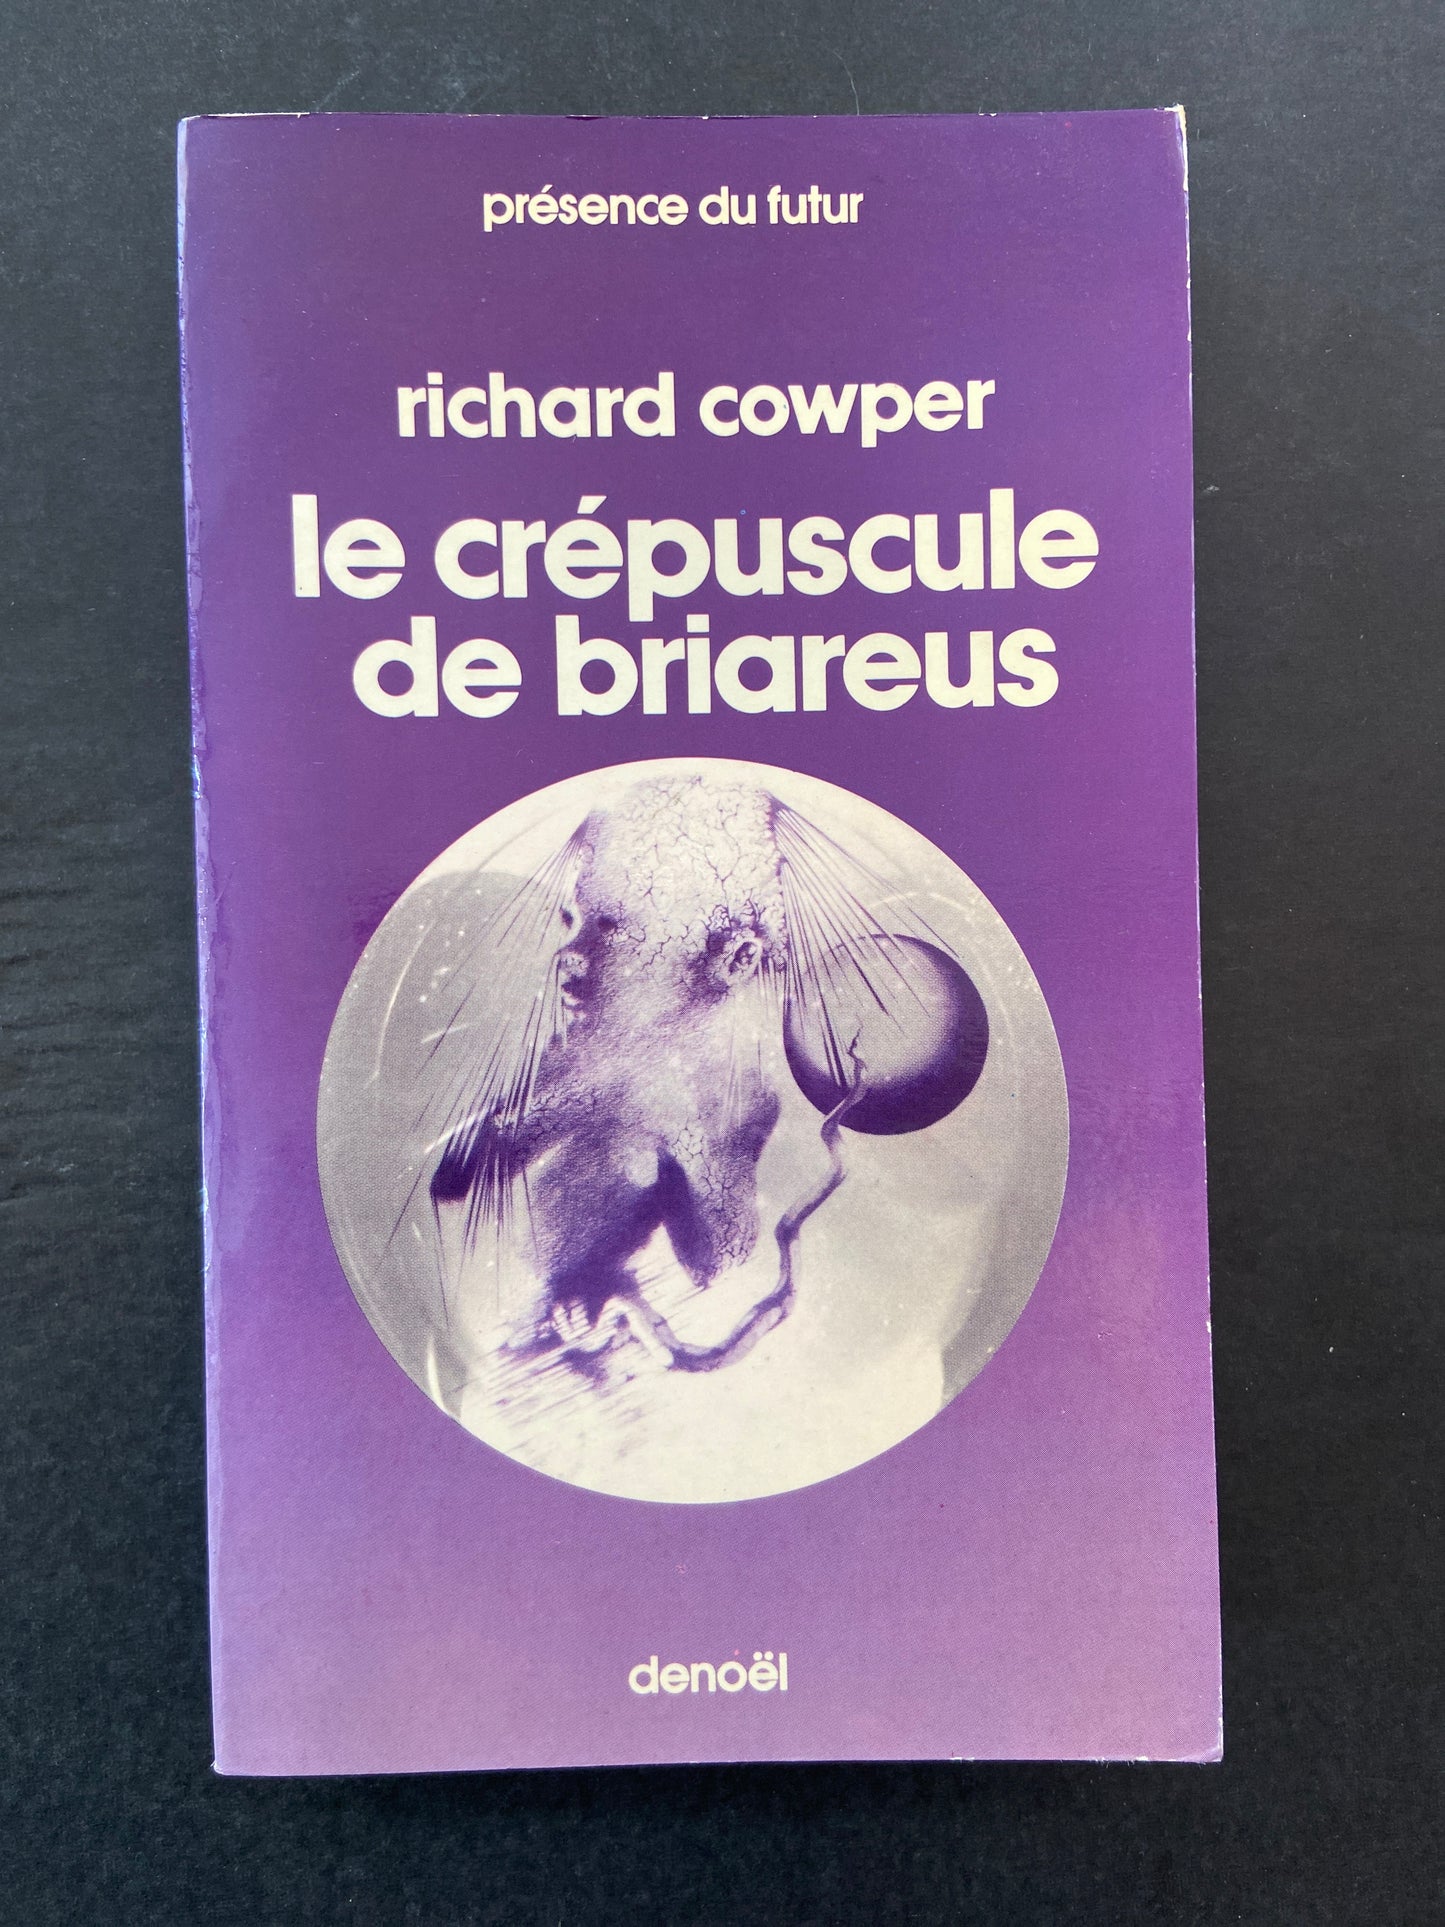 présence du futur
richard cowper
le crépuscule
de briareus
denoël